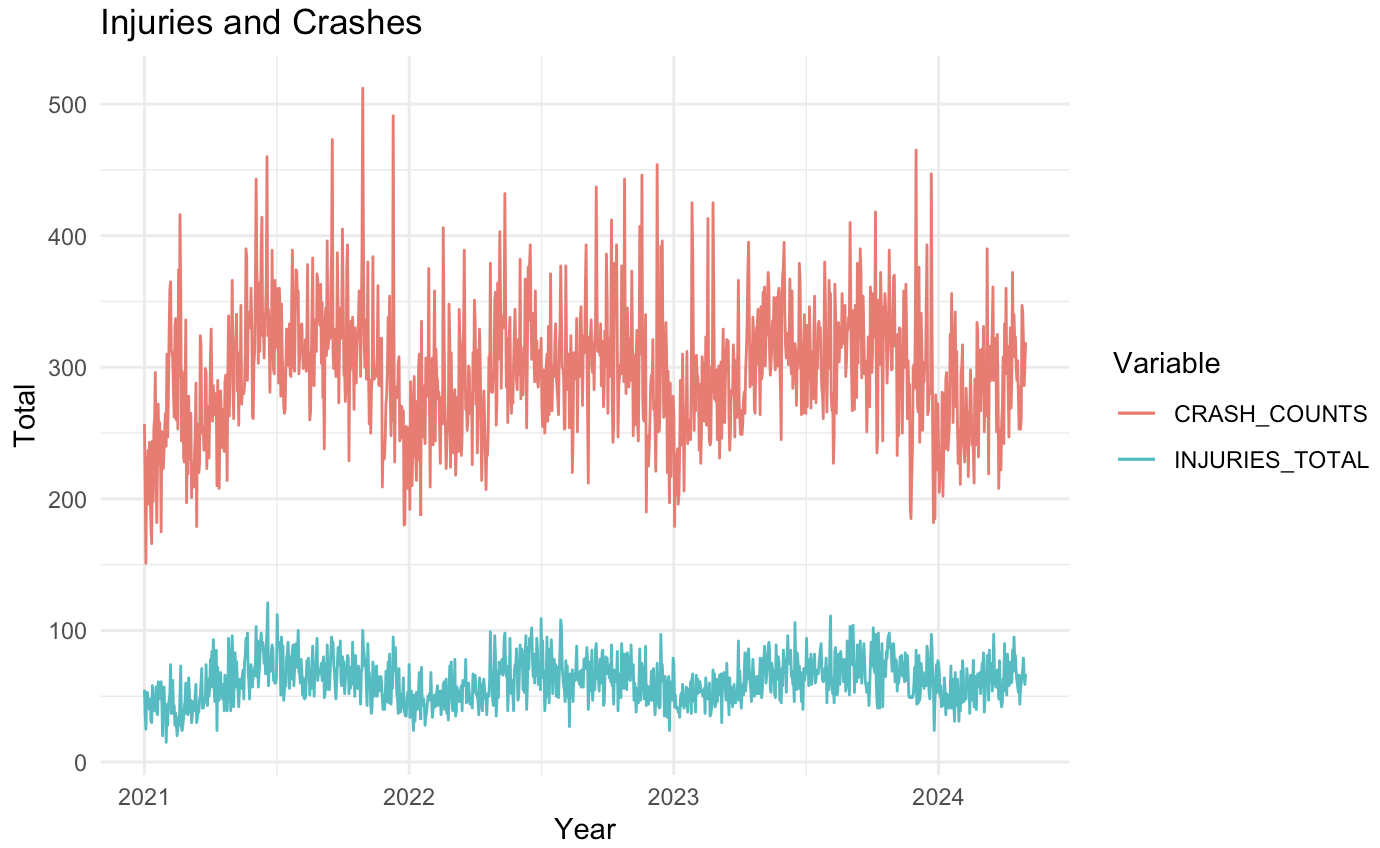 Injuries and Crashes
500
400
300
200
100
0
Total
2021 2022 2023 2024
Year
Variable
CRASH_COUNTS
INJURIES_TOTAL